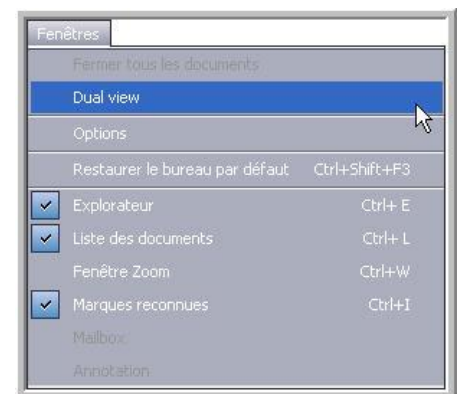 Fenêtres
Fermer tous les documents
Dual view
Options
Restaurer le bureau par défaut Ctrl+Shift+F3
Explorateur Ctrl+ E
Liste des documents Ctrl+ L
Fenêtre Zoom Ctrl+W
Marques reconnues Ctrl+I
Mailbox
Annotation